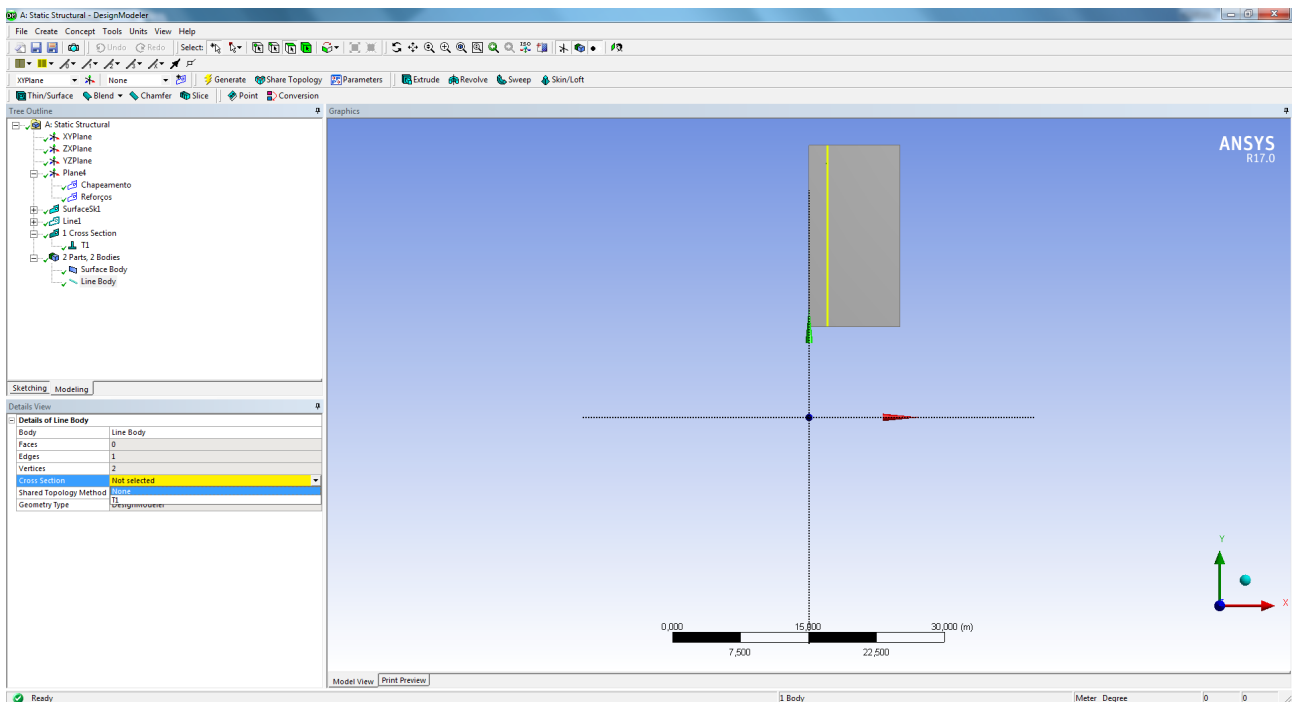 A: Static Structural - DesignModeler
File Create Concept Tools Units View Help
Undo Redo Select:
XYPlane None Generate Share Topology Parameters Extrude Revolve Sweep Skin/Loft
Thin/Surface Blend Chamfer Slice Point Conversion
Tree Outline
A: Static Structural
XYPlane
ZXPlane
YZPlane
Plane4
Chapeamento
Reforços
SurfaceSk1
Line1
1 Cross Section
T1
2 Parts, 2 Bodies
Surface Body
Line Body
Sketching Modeling
Details View
Details of Line Body
Body Line Body
Faces 0
Edges 1
Vertices 2
Cross Section Not selected
Shared Topology Method None
T1
Geometry Type DesignModeler
Graphics
ANSYS
R17.0
Y
X
0,000 15,000 30,000 (m)
7,500 22,500
Model View Print Preview
Ready 1 Body Meter Degree 0 0